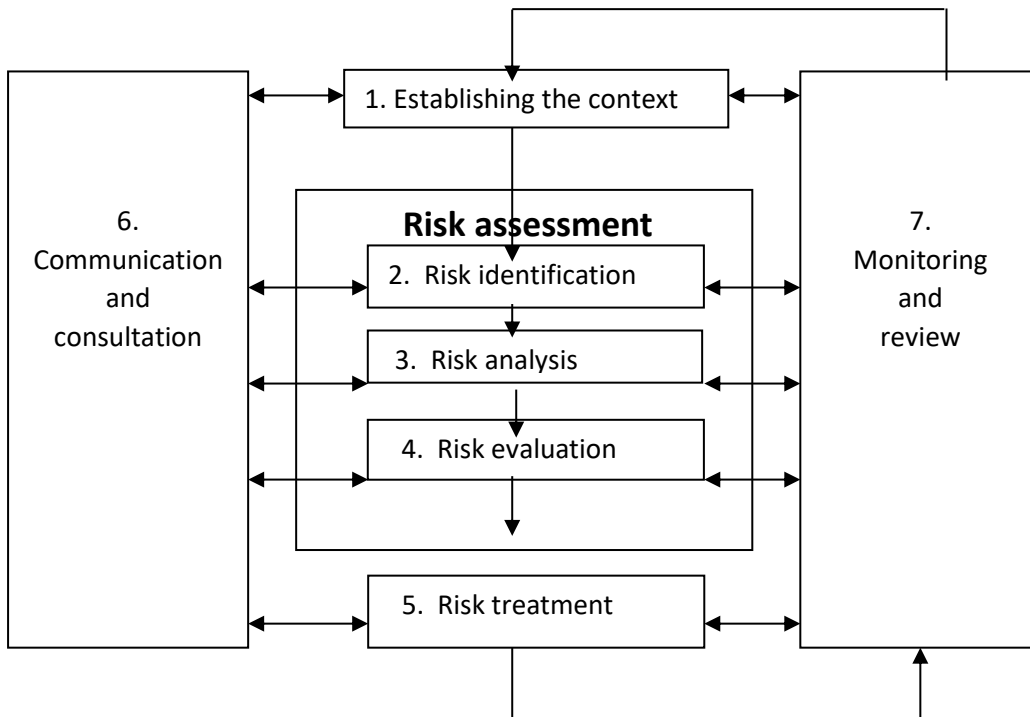 1. Establishing the context
Risk assessment
6.
Communication
and
consultation
2. Risk identification
3. Risk analysis
4. Risk evaluation
5. Risk treatment
7.
Monitoring
and
review